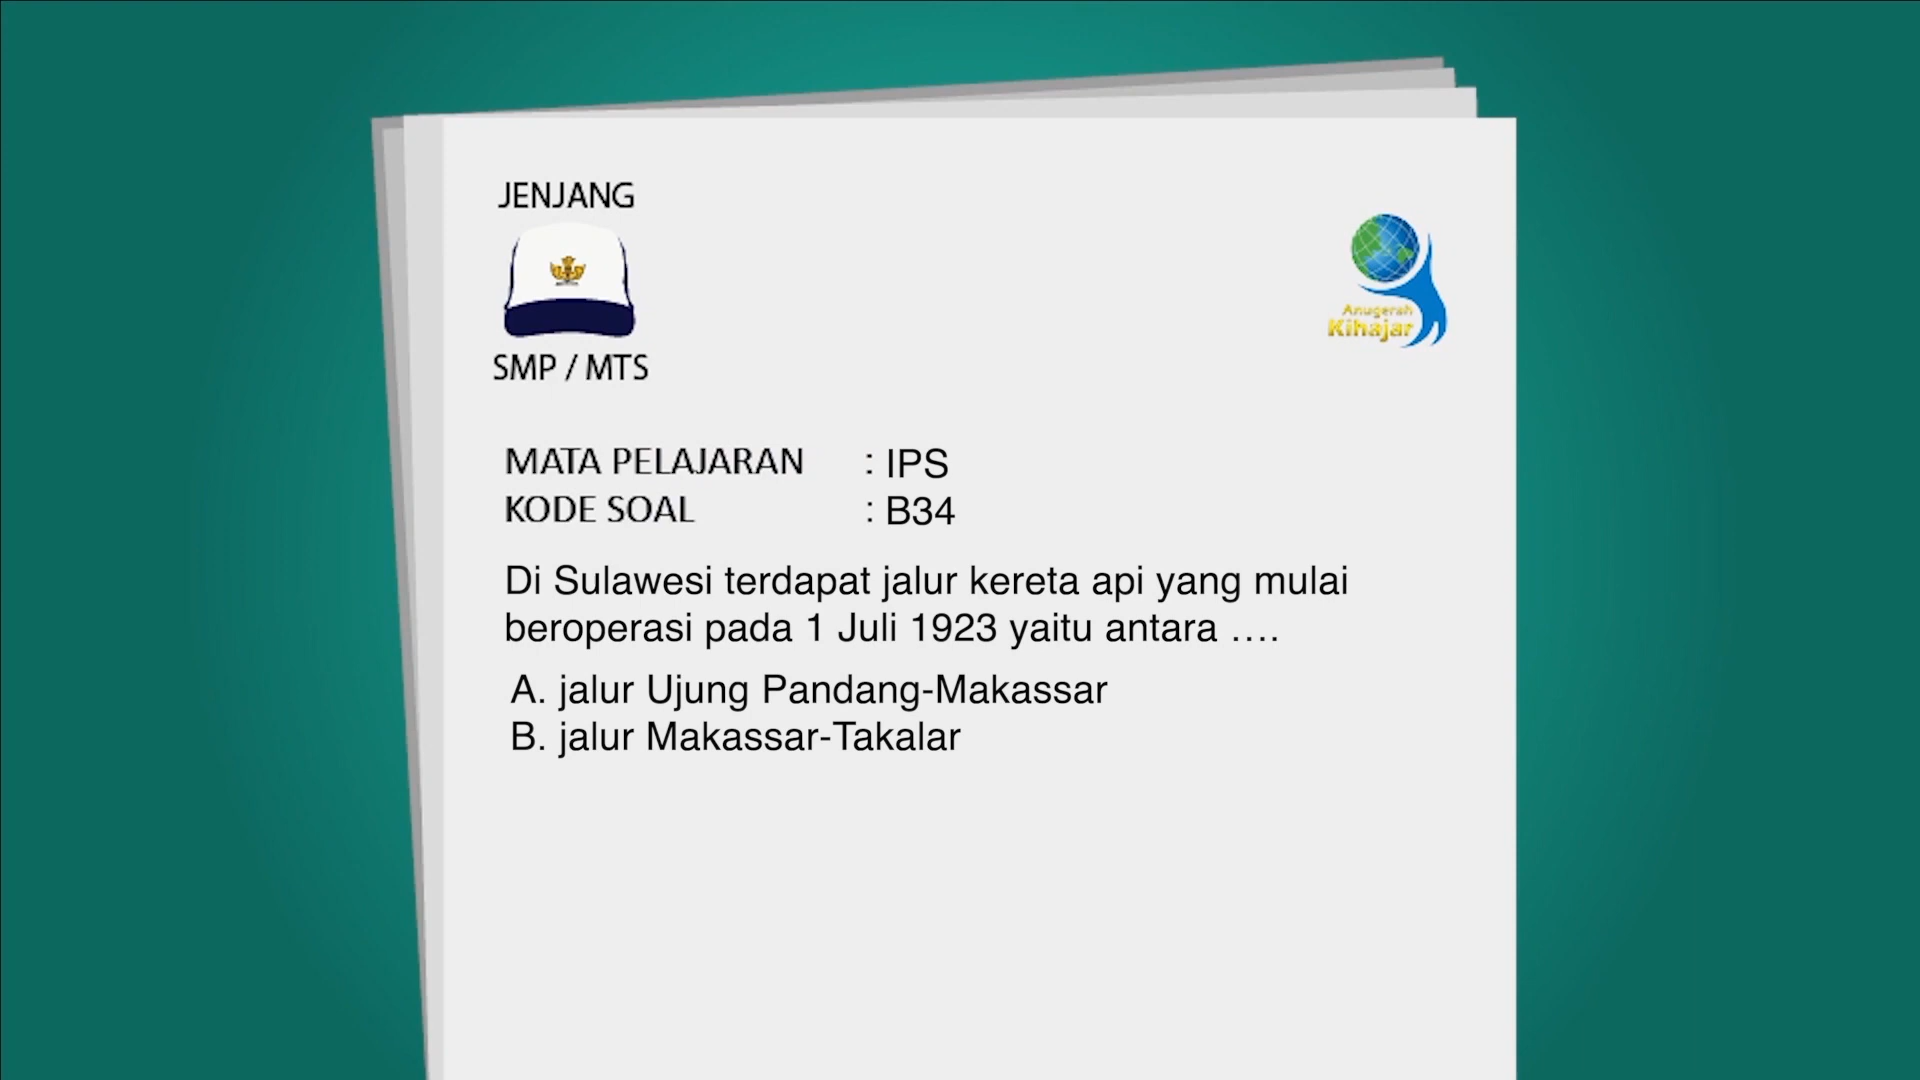 JENJANG
SMP / MTS
Anugerah
Kihajar
MATA PELAJARAN : IPS
KODE SOAL : B34
Di Sulawesi terdapat jalur kereta api yang mulai
beroperasi pada 1 Juli 1923 yaitu antara ....
A. jalur Ujung Pandang-Makassar
B. jalur Makassar-Takalar